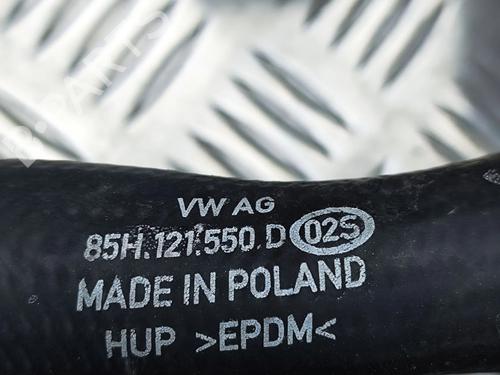 VW AG
85H.121.550.D 02S
MADE IN POLAND
HUP >EPDM<